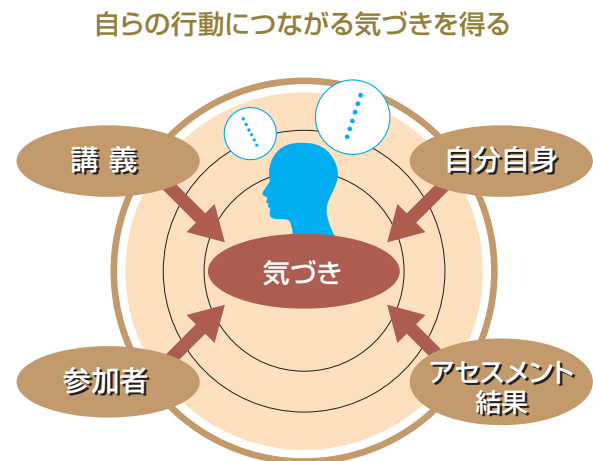 自らの行動につながる気づきを得る
講 義
自分自身
気づき
参加者
アセスメント
結果